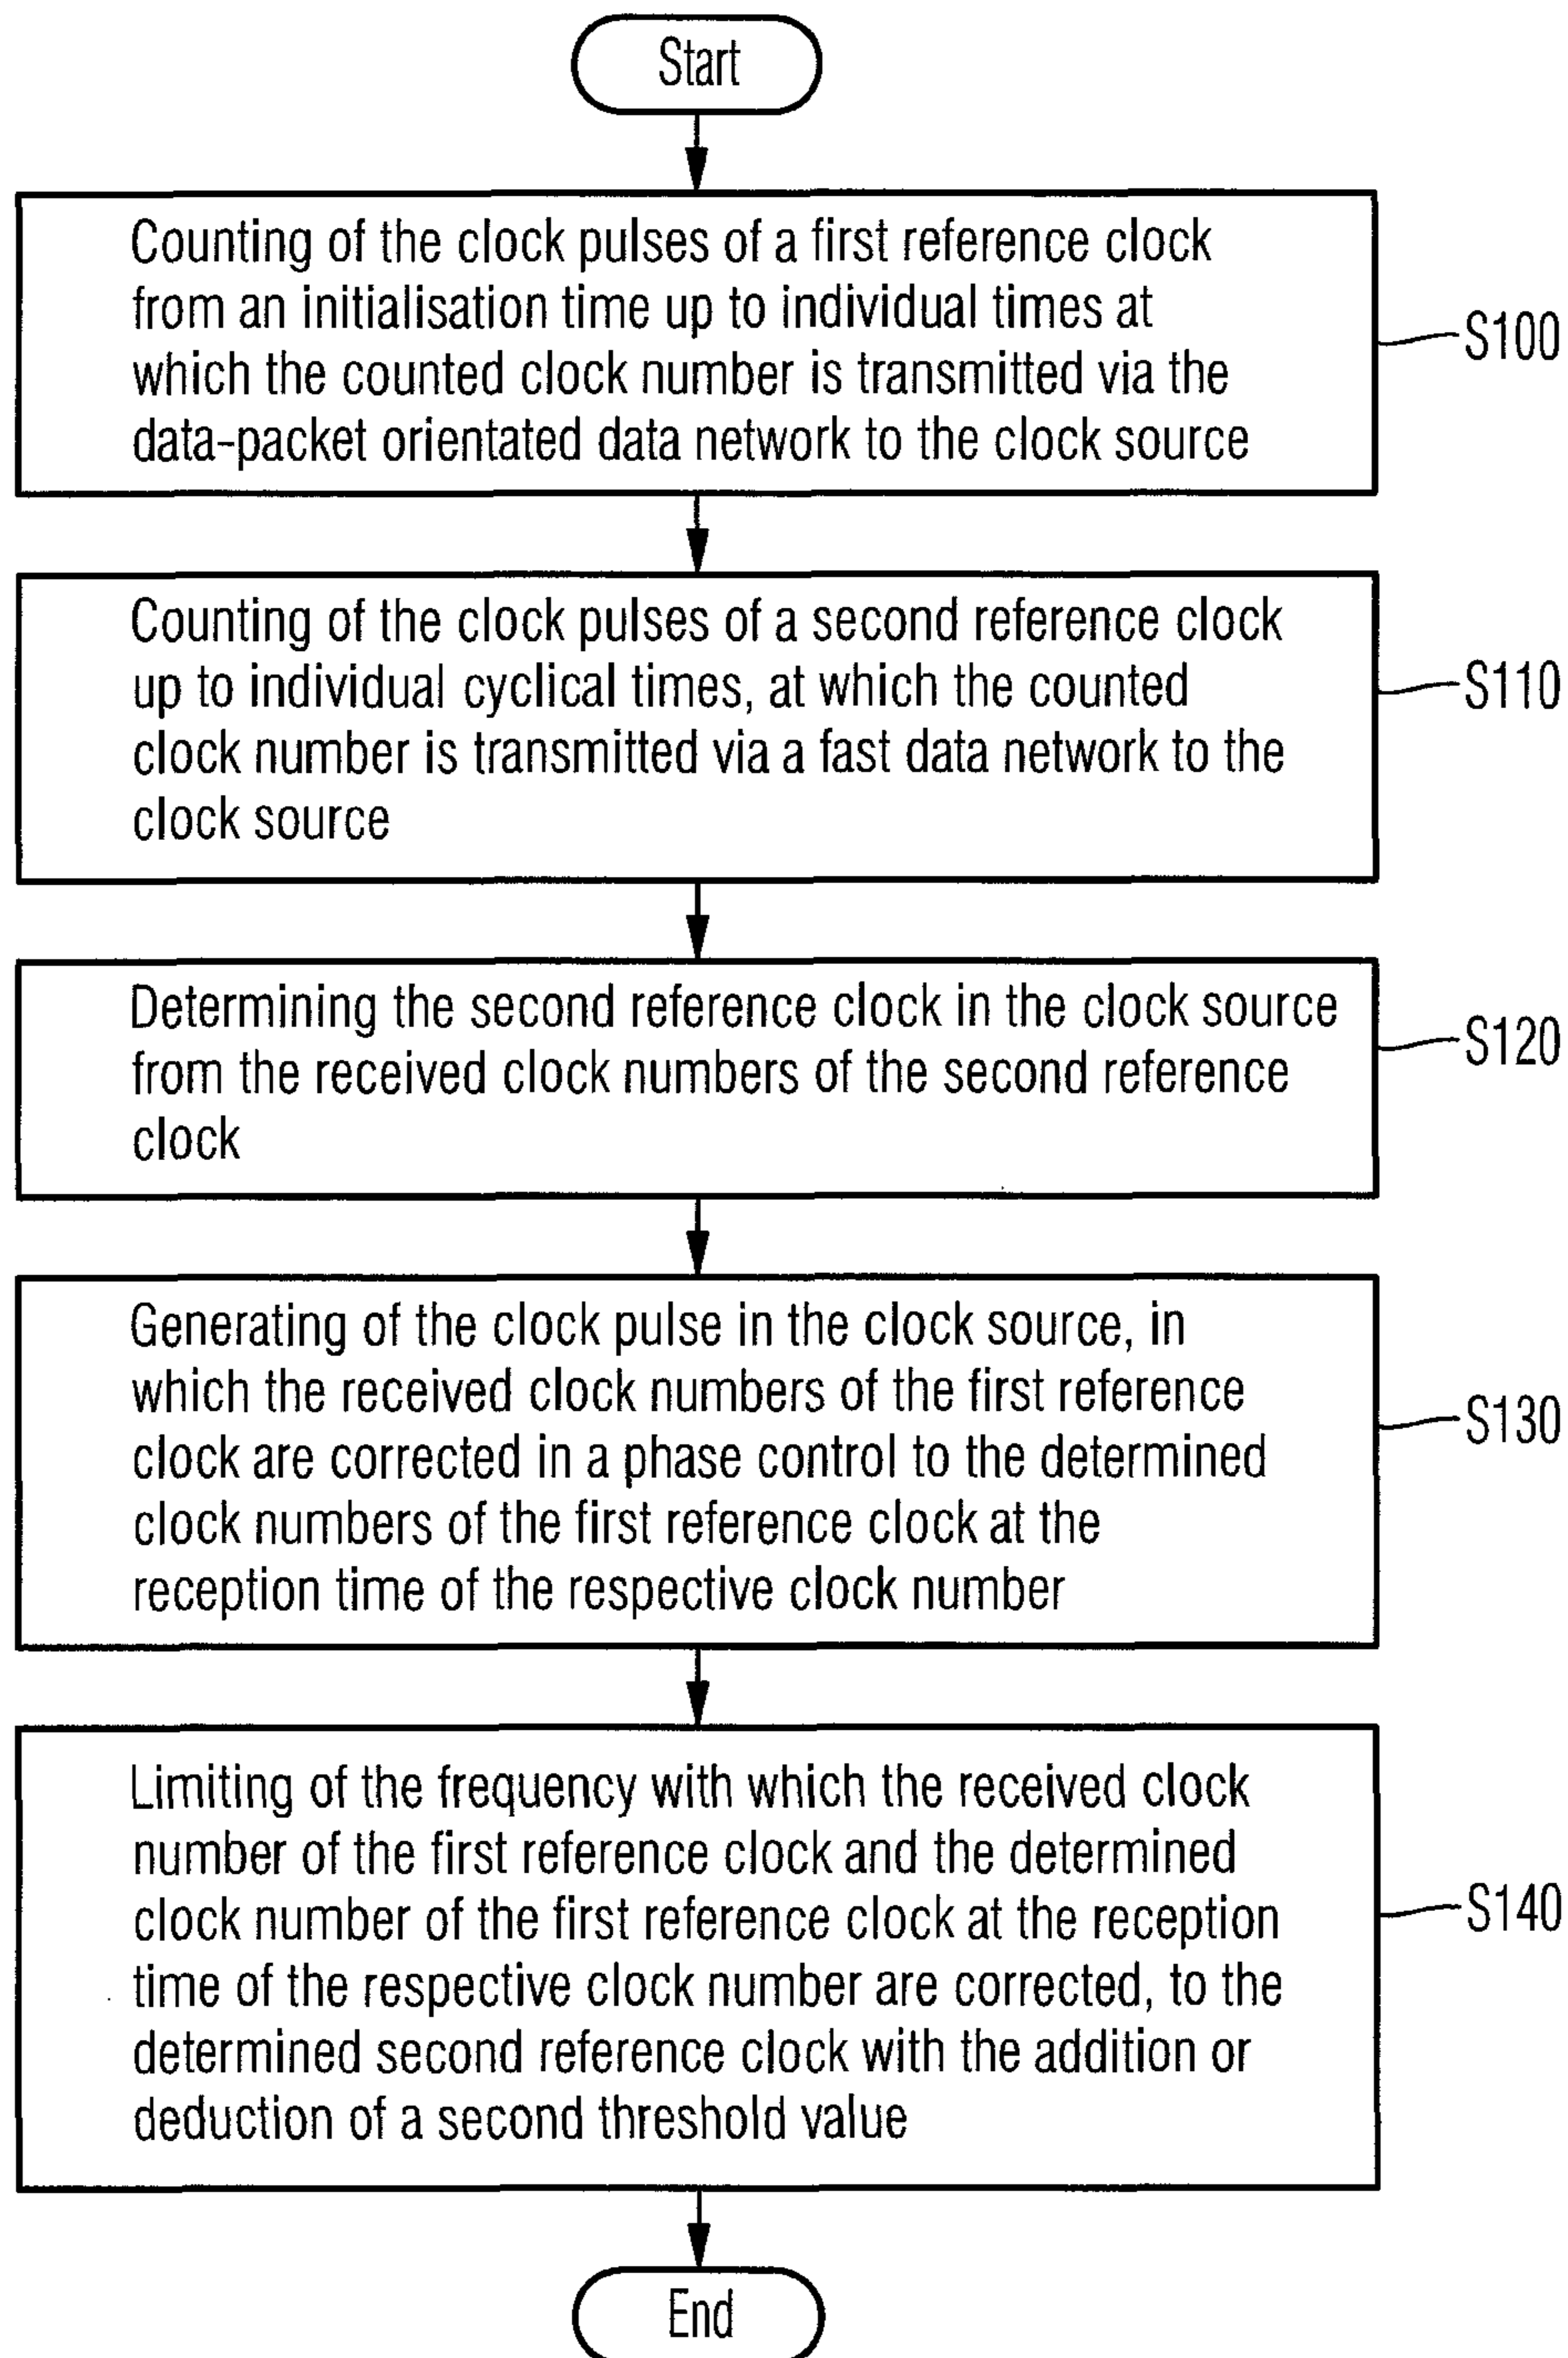 Start
Counting of the clock pulses of a first reference clock
from an initialisation time up to individual times at
which the counted clock number is transmitted via the
data-packet orientated data network to the clock source
S100
Counting of the clock pulses of a second reference clock
up to individual cyclical times, at which the counted
clock number is transmitted via a fast data network to the
clock source
S110
Determining the second reference clock in the clock source
from the received clock numbers of the second reference
clock
S120
Generating of the clock pulse in the clock source, in
which the received clock numbers of the first reference
clock are corrected in a phase control to the determined
clock numbers of the first reference clock at the
reception time of the respective clock number
S130
Limiting of the frequency with which the received clock
number of the first reference clock and the determined
clock number of the first reference clock at the reception
time of the respective clock number are corrected, to the
determined second reference clock with the addition or
deduction of a second threshold value
S140
End